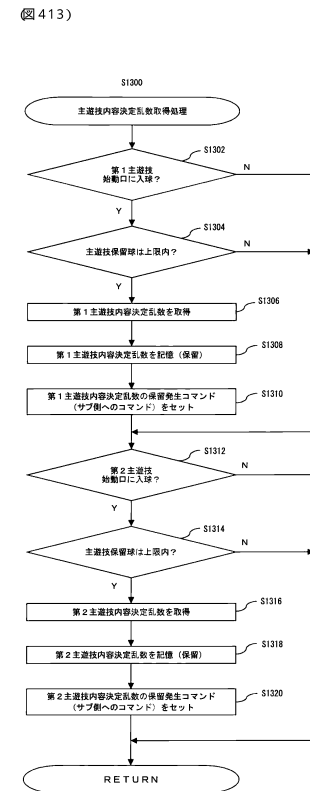 (図413)
S1300
主遊技内容決定乱数取得処理
S1302
第1主遊技
始動口に入球?
N
Y
S1304
主遊技保留球は上限内?
N
Y
S1306
第1主遊技内容決定乱数を取得
S1308
第1主遊技内容決定乱数を記憶(保留)
S1310
第1主遊技内容決定乱数の保留発生コマンド
(サブ側へのコマンド)をセット
S1312
第2主遊技
始動口に入球?
N
Y
S1314
主遊技保留球は上限内?
N
Y
S1316
第2主遊技内容決定乱数を取得
S1318
第2主遊技内容決定乱数を記憶(保留)
S1320
第2主遊技内容決定乱数の保留発生コマンド
(サブ側へのコマンド)をセット
RETURN